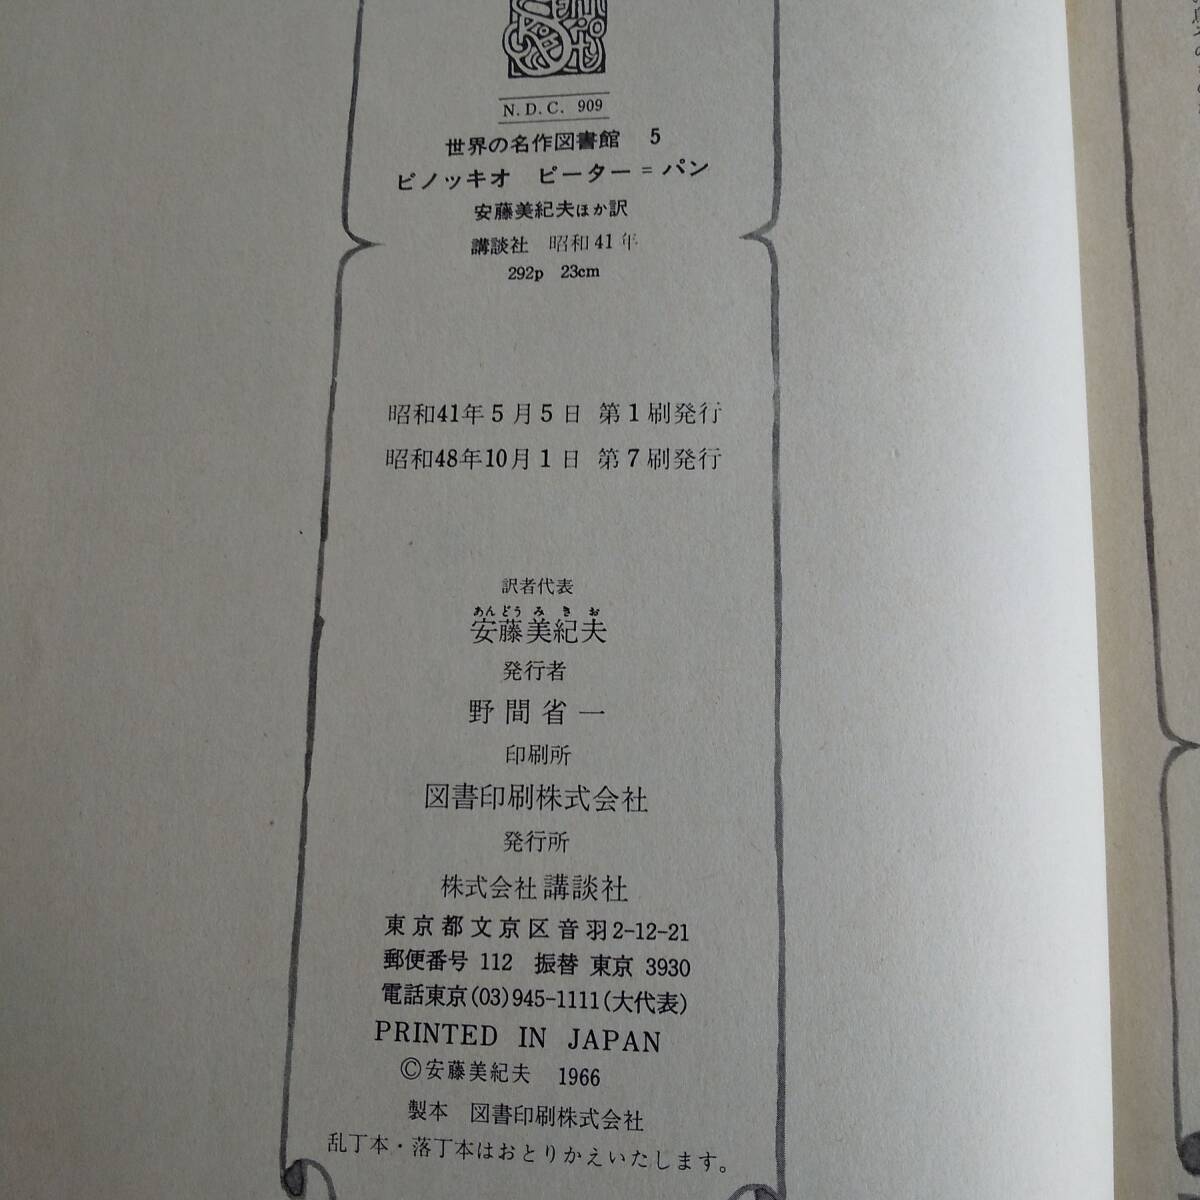 N.D.C. 909
世界の名作図書館 5
ピノッキオ ピーター＝パン
安藤美紀夫ほか訳
講談社 昭和41年
292p 23cm
昭和41年5月5日 第1刷発行
昭和48年10月1日 第7刷発行
訳者代表
あんどうみきお
安藤美紀夫
発行者
野間省一
印刷所
図書印刷株式会社
発行所
株式会社講談社
東京都文京区音羽2-12-21
郵便番号 112 振替 東京 3930
電話東京(03)945-1111(大代表)
PRINTED IN JAPAN
©安藤美紀夫 1966
製本 図書印刷株式会社
乱丁本・落丁本はおとりかえいたします。